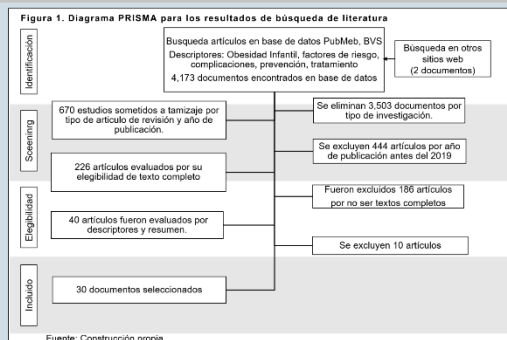 Figura 1. Diagrama PRISMA para los resultados de búsqueda de literatura
Identificación
Busqueda artículos en base de datos PubMeb, BVS
Descriptores: Obesidad Infantil, factores de riesgo,
complicaciones, prevención, tratamiento
4,173 documentos encontrados en base de datos
Búsqueda en otros
sitios web
(2 documentos)
Sceeninrg
670 estudios sometidos a tamizaje por
tipo de articulo de revisión y año de
publicación.
Se eliminan 3,503 documentos por
tipo de investigación.
Se excluyen 444 artículos por año
de publicación antes del 2019
226 artículos evaluados por su
elegibilidad de texto completo
Elegibilidad
Fueron excluidos 186 artículos
por no ser textos completos
40 artículos fueron evaluados por
descriptores y resumen.
Se excluyen 10 artículos
Incluido
30 documentos seleccionados
Fuente: Construcción propia